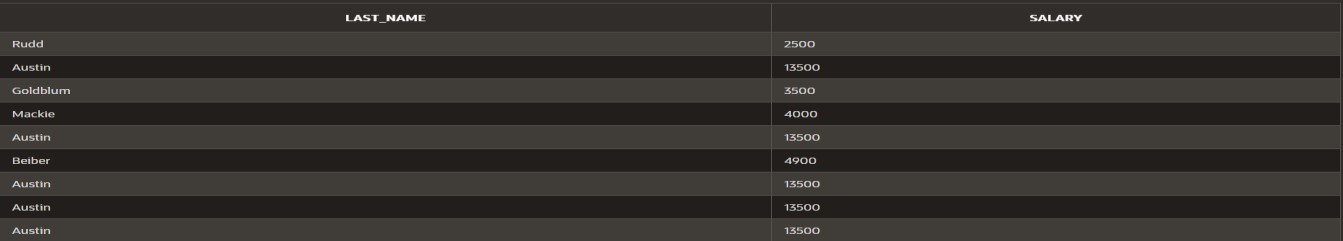 LAST_NAME SALARY
Rudd 2500
Austin 13500
Goldblum 3500
Mackie 4000
Austin 13500
Beiber 4900
Austin 13500
Austin 13500
Austin 13500